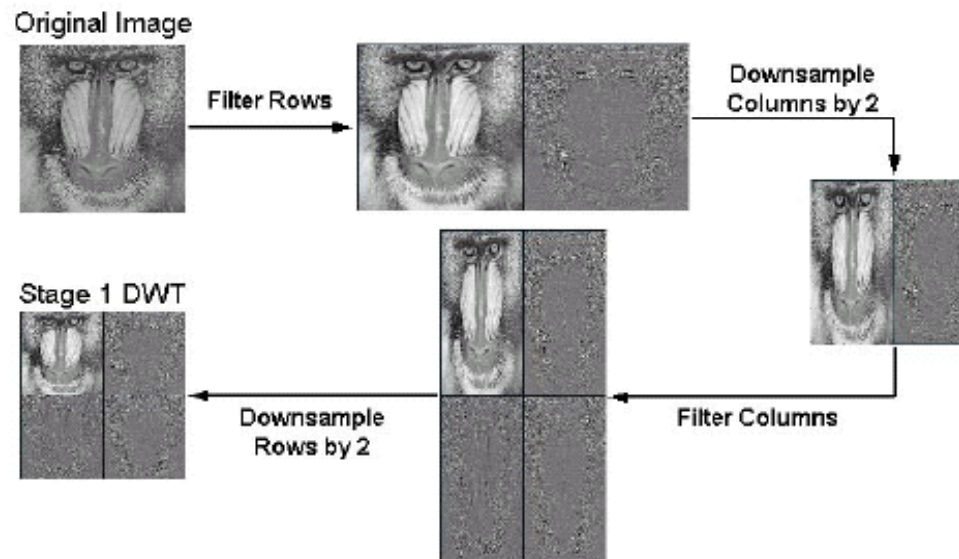 Original Image
Filter Rows
Downsample
Columns by 2
Stage 1 DWT
Downsample
Rows by 2
Filter Columns